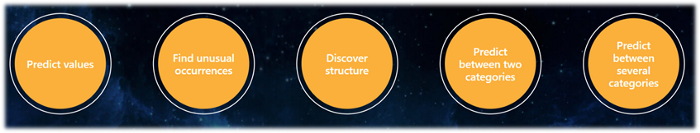 Predict values
Find unusual
occurrences
Discover
structure
Predict
between two
categories
Predict
between
several
categories